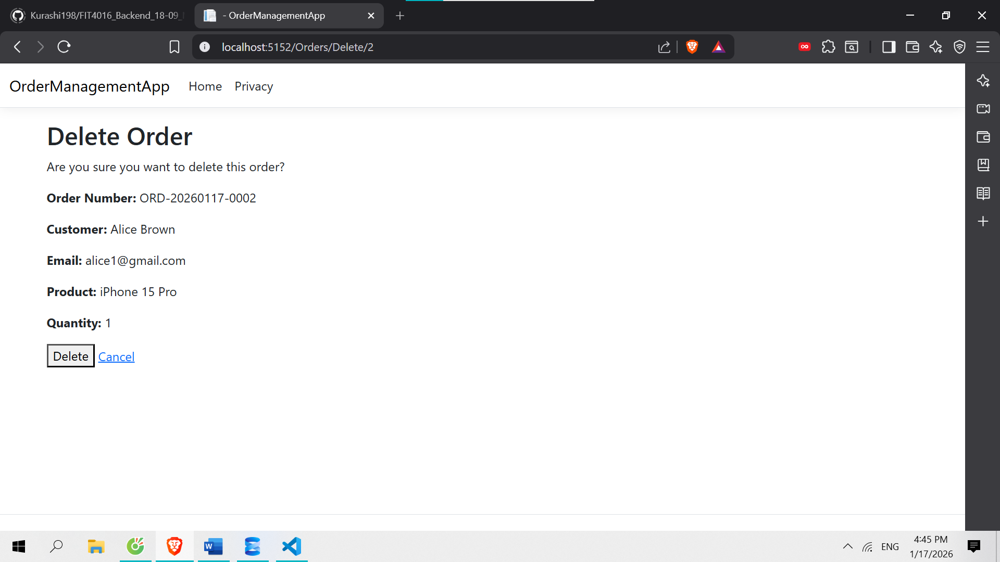 Kurashi198/FIT4016_Backend_18-09_
- OrderManagementApp
localhost:5152/Orders/Delete/2
OrderManagementApp Home Privacy
Delete Order
Are you sure you want to delete this order?
Order Number: ORD-20260117-0002
Customer: Alice Brown
Email: alice1@gmail.com
Product: iPhone 15 Pro
Quantity: 1
Delete Cancel
ENG
4:45 PM
1/17/2026